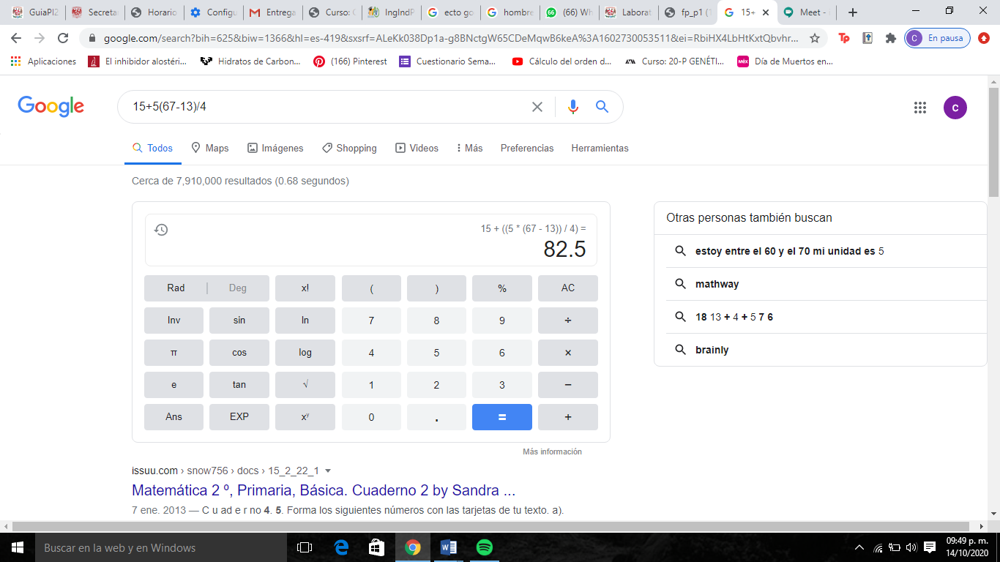 GuiaPI2 Secreta Horario Configu Entrega Curso: C IngIndP ecto go hombre (66) Wh Laborat fp_p1 (1 15+ Meet -
google.com/search?bih=625&biw=1366&hl=es-419&sxsrf=ALeKk038Dp1a-q8BNctgW65CDeMqwB6keA%3A1602730053511&ei=RbiHX4LbHtKxtQbvhr... C En pausa
Aplicaciones El inhibidor alostéri... Hidratos de Carbon... (166) Pinterest Cuestionario Sema... Cálculo del orden d... Curso: 20-P GENÉTI... Día de Muertos en...
Google 15+5(67-13)/4 C
Todos Maps Imágenes Shopping Videos Más Preferencias Herramientas
Cerca de 7,910,000 resultados (0.68 segundos)
15 + ((5 * (67 - 13)) / 4) =
82.5
Rad Deg x! ( ) % AC
Inv sin ln 7 8 9 ÷
π cos log 4 5 6 ×
e tan √ 1 2 3 −
Ans EXP xʸ 0 . = +
Más información
Otras personas también buscan
estoy entre el 60 y el 70 mi unidad es 5
mathway
18 13 + 4 + 5 7 6
brainly
issuu.com › snow756 › docs › 15_2_22_1
Matemática 2 º, Primaria, Básica. Cuaderno 2 by Sandra ...
7 ene. 2013 — C u ad e r no 4. 5. Forma los siguientes números con las tarjetas de tu texto. a).
Buscar en la web y en Windows
09:49 p. m.
14/10/2020